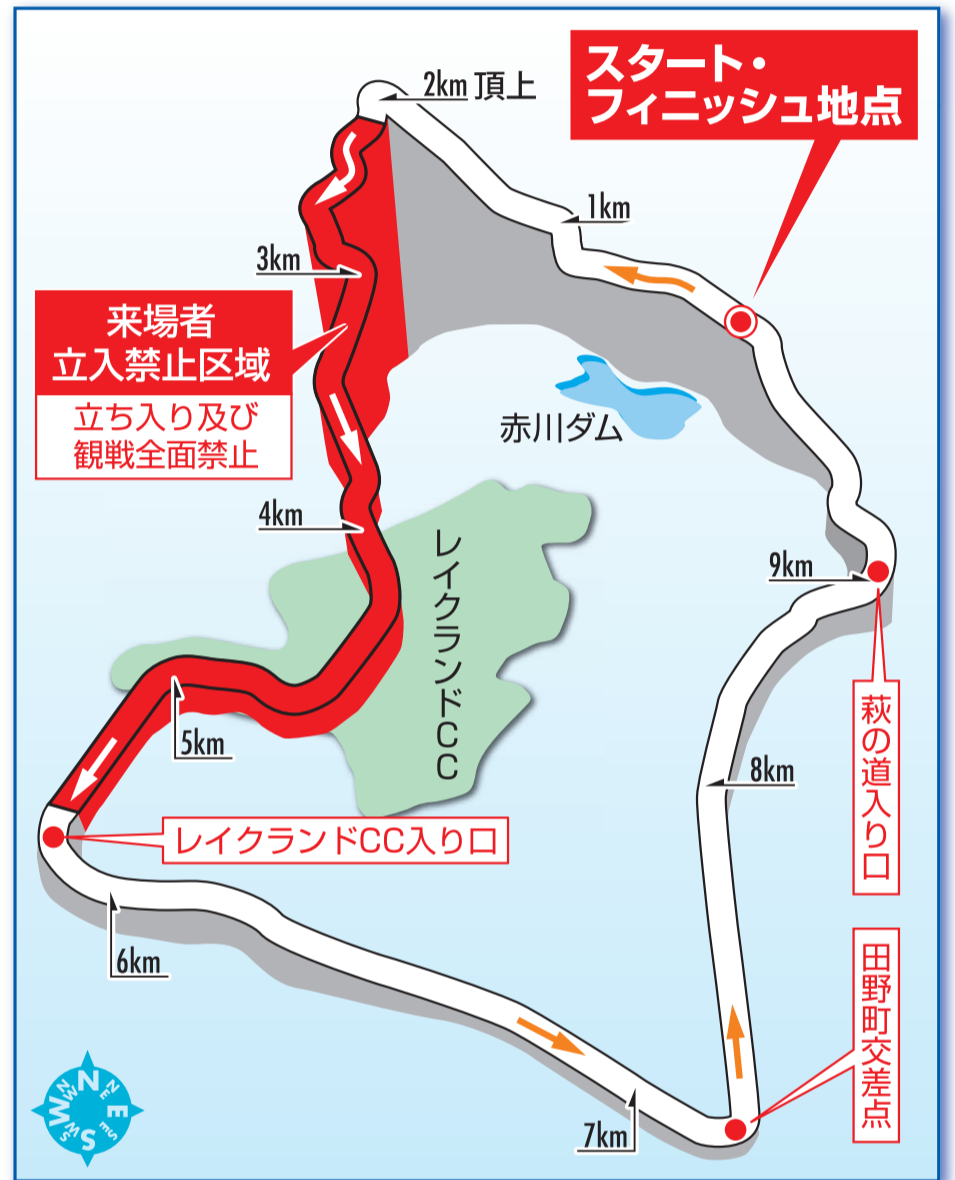 スタート・
フィニッシュ地点
2km 頂上
1km
3km
来場者
立入禁止区域
立ち入り及び
観戦全面禁止
赤川ダム
4km
レイクランドCC
9km
萩の道入り口
5km
8km
レイクランドCC入り口
6km
田野町交差点
7km
N
NE
E
SE
S
SW
W
NW